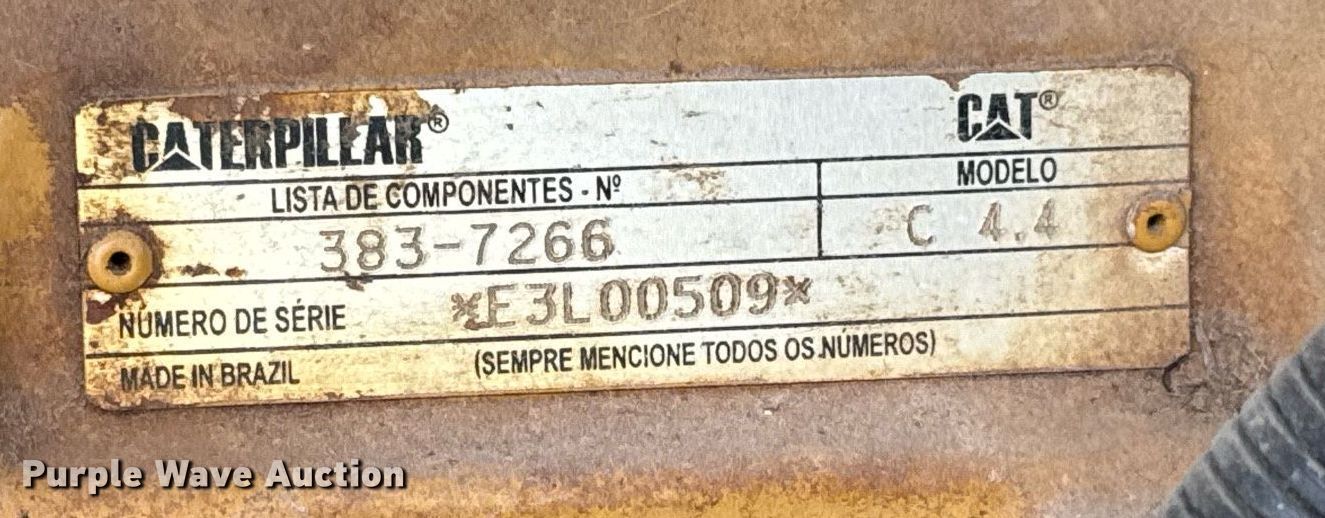 CATERPILLAR®
CAT®
LISTA DE COMPONENTES - Nº
MODELO
383-7266
C 4.4
NÚMERO DE SÉRIE
*E3L00509*
MADE IN BRAZIL
(SEMPRE MENCIONE TODOS OS NÚMEROS)
Purple Wave Auction